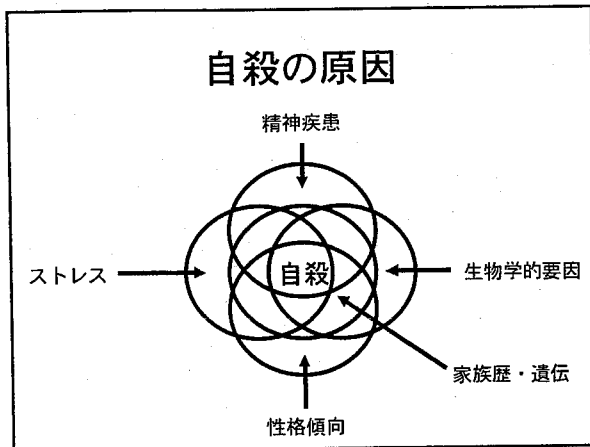 自殺の原因
精神疾患
ストレス
自殺
生物学的要因
家族歴・遺伝
性格傾向